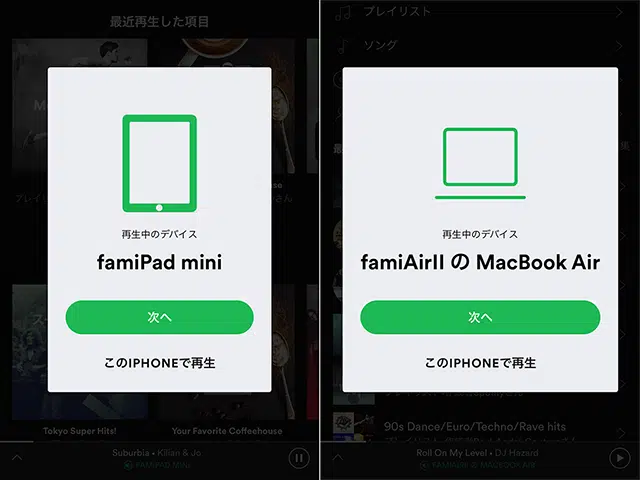 最近再生した項目
再生中のデバイス
famiPad mini
次へ
このIPHONEで再生
Tokyo Super Hits!
Your Favorite Coffeehouse
Suburbia • Kilian & Jo
FAMIPAD MINI
プレイリスト
ソング
再生中のデバイス
famiAirII の MacBook Air
次へ
このIPHONEで再生
90s Dance/Euro/Techno/Rave hits
Roll On My Level • DJ Hazard
FAMIAIRII の MACBOOK AIR